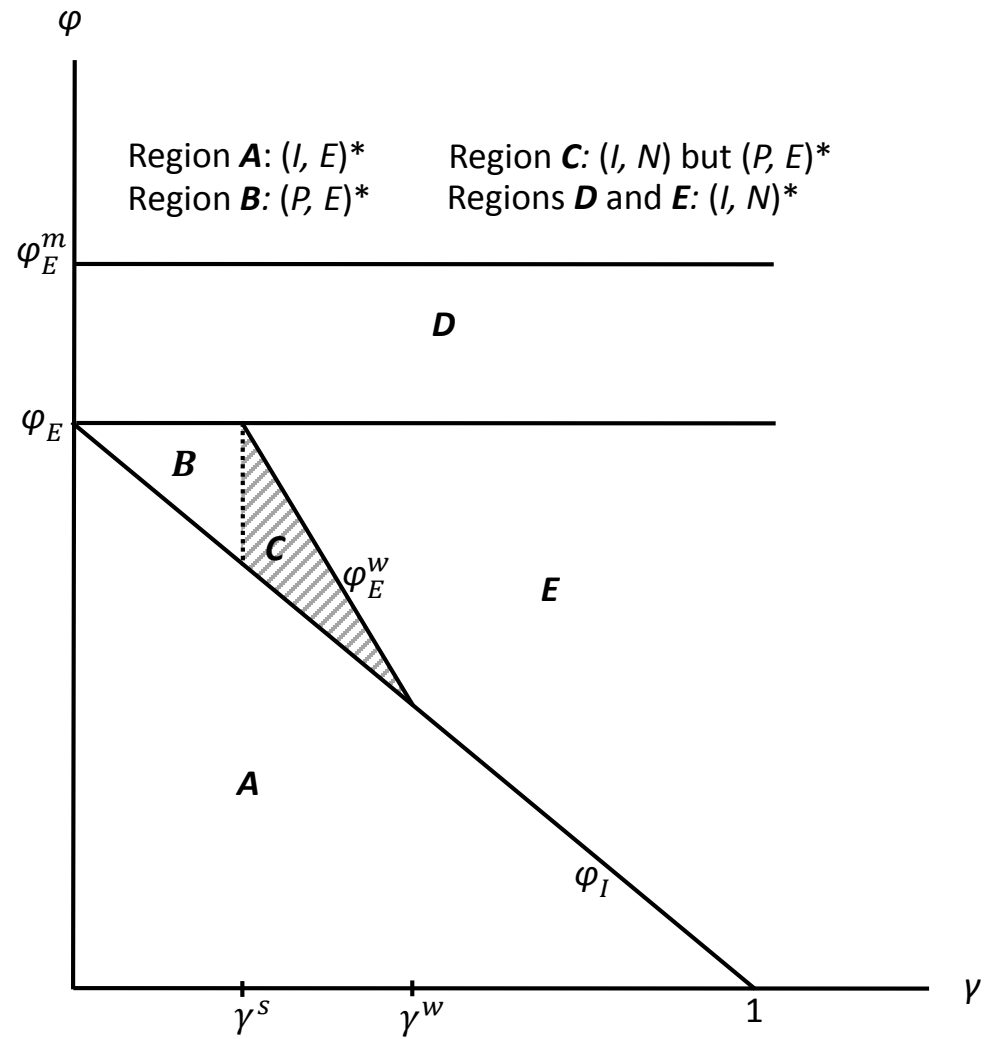 φ
Region A: (I, E)* Region C: (I, N) but (P, E)*
Region B: (P, E)* Regions D and E: (I, N)*
φ_E^m
D
φ_E
B
C
φ_E^w
E
A
φ_I
γ^s γ^w 1 γ